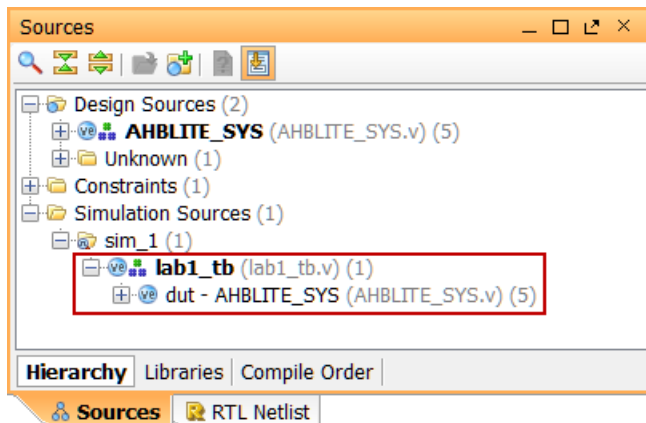 Sources
Design Sources (2)
AHBLITE_SYS (AHBLITE_SYS.v) (5)
Unknown (1)
Constraints (1)
Simulation Sources (1)
sim_1 (1)
lab1_tb (lab1_tb.v) (1)
dut - AHBLITE_SYS (AHBLITE_SYS.v) (5)
Hierarchy Libraries Compile Order
Sources RTL Netlist